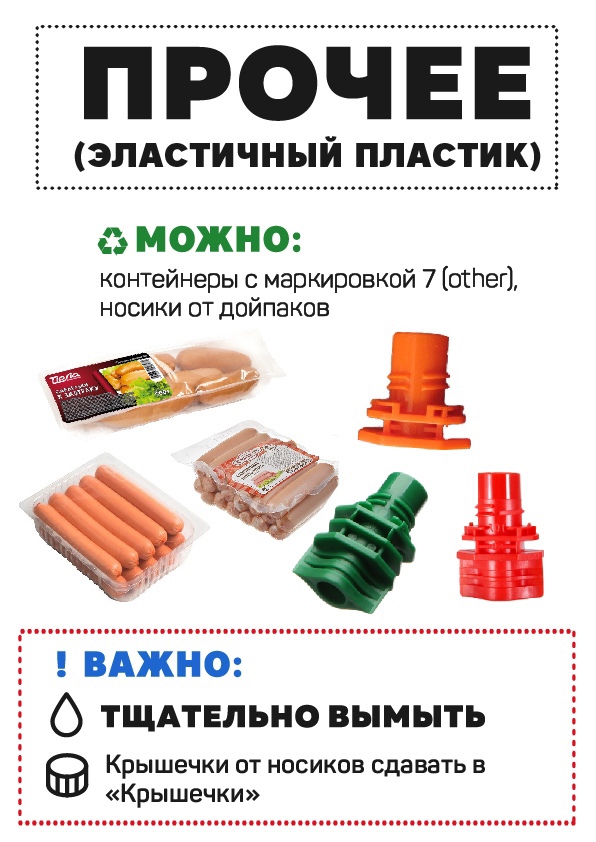 ПРОЧЕЕ
(ЭЛАСТИЧНЫЙ ПЛАСТИК)
МОЖНО:
контейнеры с маркировкой 7 (other),
носики от дойпаков
К ЗАВТРАКУ
! ВАЖНО:
ТЩАТЕЛЬНО ВЫМЫТЬ
Крышечки от носиков сдавать в
«Крышечки»